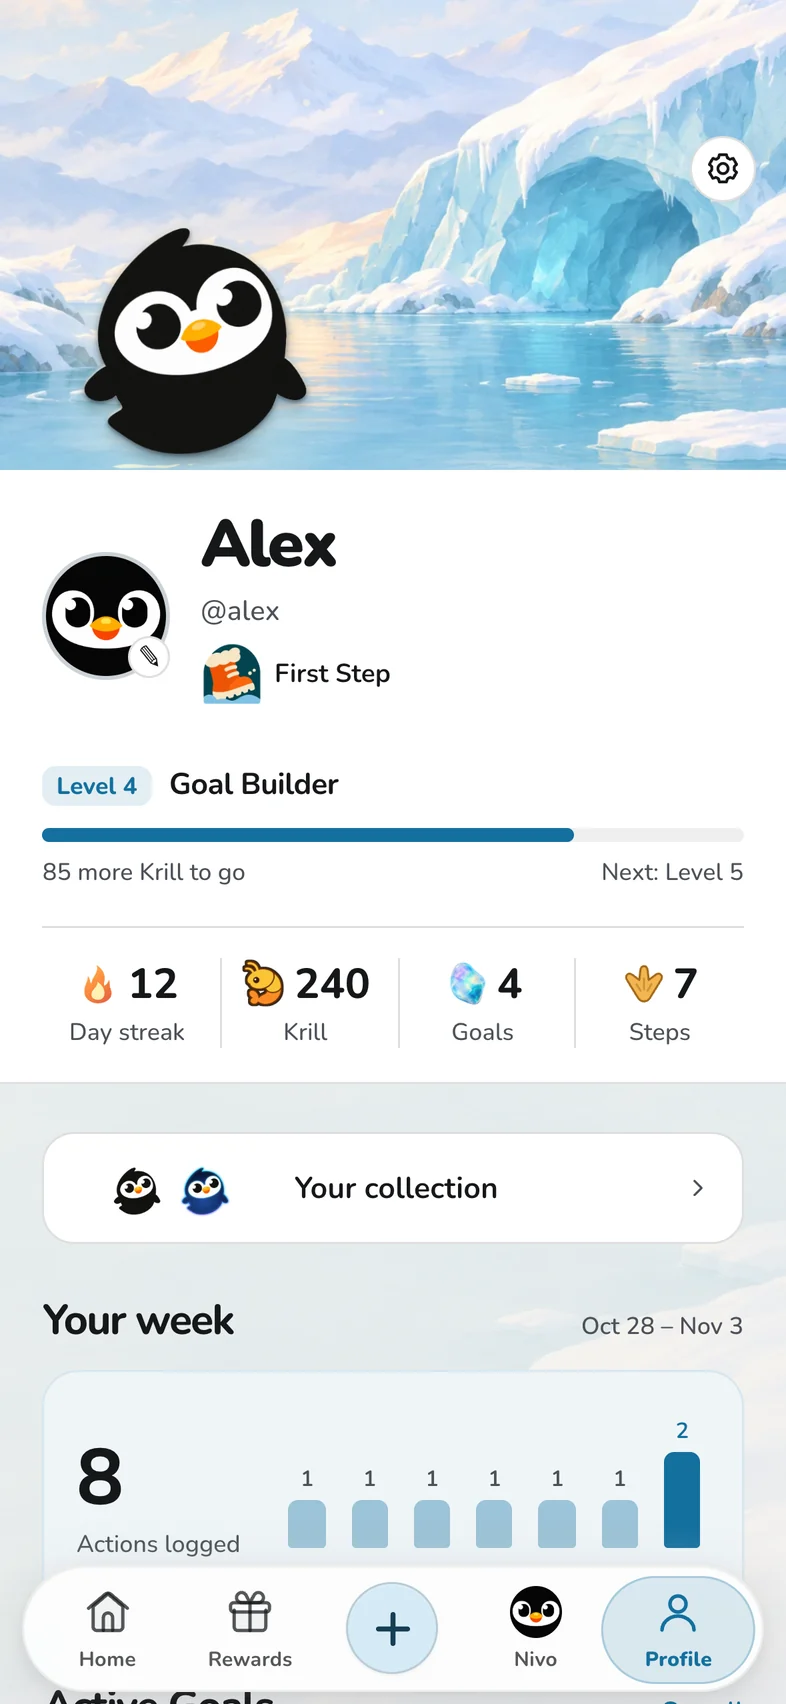 Alex
@alex
First Step
Level 4 Goal Builder
85 more Krill to go Next: Level 5
12 240 4 7
Day streak Krill Goals Steps
Your collection
Your week Oct 28 – Nov 3
2
1 1 1 1 1 1
8
Actions logged
Home Rewards Nivo Profile
Active Goals